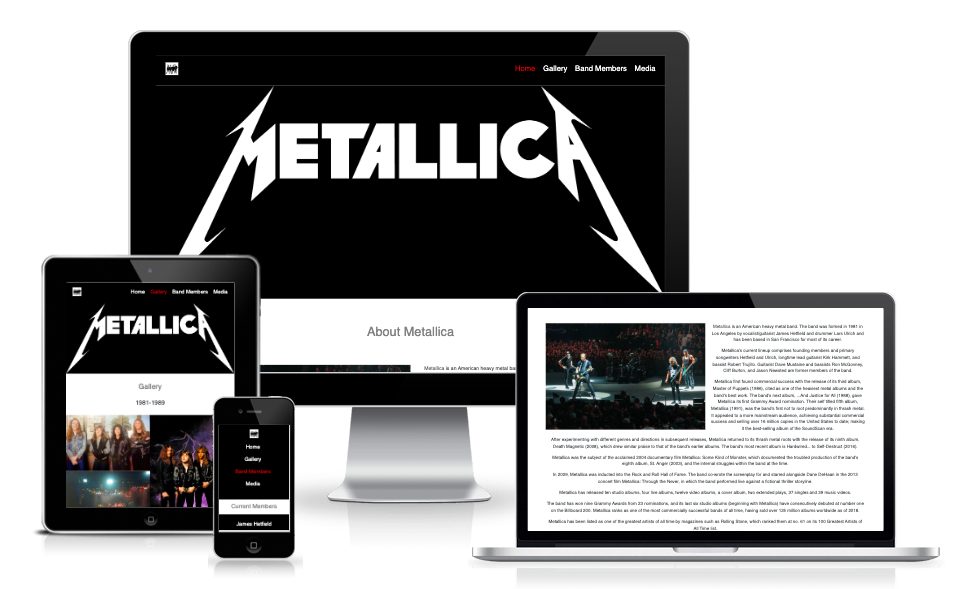 Home Gallery Band Members Media
METALLICA
About Metallica
Metallica is an American heavy metal ban
Home Gallery Band Members Media
METALLICA
Gallery
1981-1989
Home
Gallery
Band Members
Media
Current Members
James Hetfield
Metallica is an American heavy metal band. The band was formed in 1981 in
Los Angeles by vocalist/guitarist James Hetfield and drummer Lars Ulrich and
has been based in San Francisco for most of its career.
Metallica's current lineup comprises founding members and primary
songwriters Hetfield and Ulrich, longtime lead guitarist Kirk Hammett, and
bassist Robert Trujillo. Guitarist Dave Mustaine and bassists Ron McGovney,
Cliff Burton, and Jason Newsted are former members of the band.
Metallica first found commercial success with the release of its third album,
Master of Puppets (1986), cited as one of the heaviest metal albums and the
band's best work. The band's next album, ...And Justice for All (1988), gave
Metallica its first Grammy Award nomination. Their self titled fifth album,
Metallica (1991), was the band's first not to root predominantly in thrash metal;
it appealed to a more mainstream audience, achieving substantial commercial
success and selling over 16 million copies in the United States to date, making
it the best-selling album of the SoundScan era.
After experimenting with different genres and directions in subsequent releases, Metallica returned to its thrash metal roots with the release of its ninth album,
Death Magnetic (2008), which drew similar praise to that of the band's earlier albums. The band's most recent album is Hardwired... to Self-Destruct (2016).
Metallica was the subject of the acclaimed 2004 documentary film Metallica: Some Kind of Monster, which documented the troubled production of the band's
eighth album, St. Anger (2003), and the internal struggles within the band at the time.
In 2009, Metallica was inducted into the Rock and Roll Hall of Fame. The band co-wrote the screenplay for and starred alongside Dane DeHaan in the 2013
concert film Metallica: Through the Never, in which the band performed live against a fictional thriller storyline.
Metallica has released ten studio albums, four live albums, twelve video albums, a cover album, two extended plays, 37 singles and 39 music videos.
The band has won nine Grammy Awards from 23 nominations, and its last six studio albums (beginning with Metallica) have consecutively debuted at number one
on the Billboard 200. Metallica ranks as one of the most commercially successful bands of all time, having sold over 125 million albums worldwide as of 2018.
Metallica has been listed as one of the greatest artists of all time by magazines such as Rolling Stone, which ranked them at no. 61 on its 100 Greatest Artists of
All Time list.